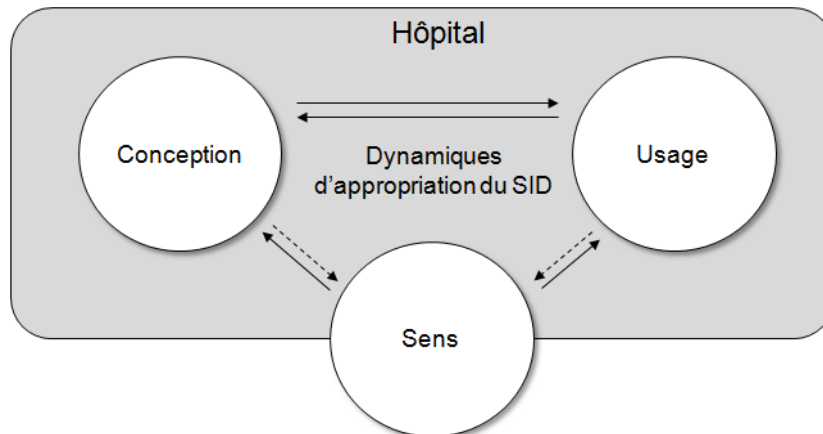 Hôpital
Conception
Dynamiques
d’appropriation du SID
Usage
Sens